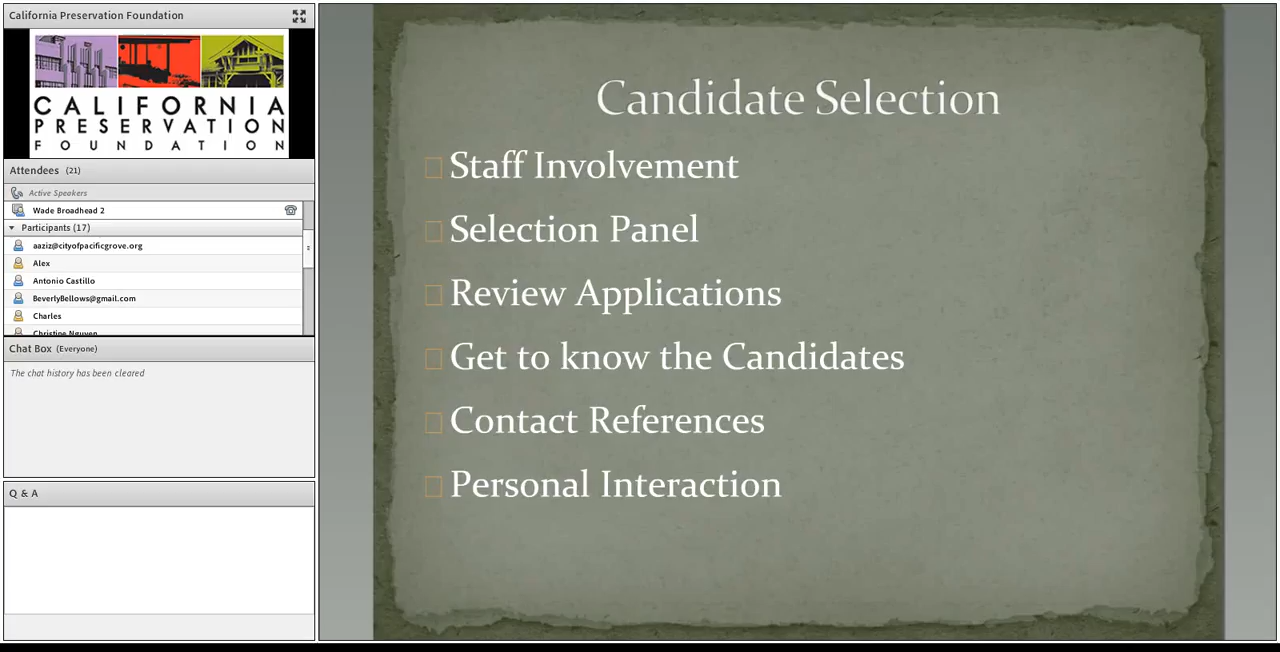 California Preservation Foundation
CALIFORNIA
PRESERVATION
FOUNDATION
Attendees (21)
Active Speakers
Wade Broadhead 2
Participants (17)
aaziz@cityofpacificgrove.org
Alex
Antonio Castillo
BeverlyBellows@gmail.com
Charles
Christine Nguyen
Chat Box (Everyone)
The chat history has been cleared
Q & A
Candidate Selection
Staff Involvement
Selection Panel
Review Applications
Get to know the Candidates
Contact References
Personal Interaction